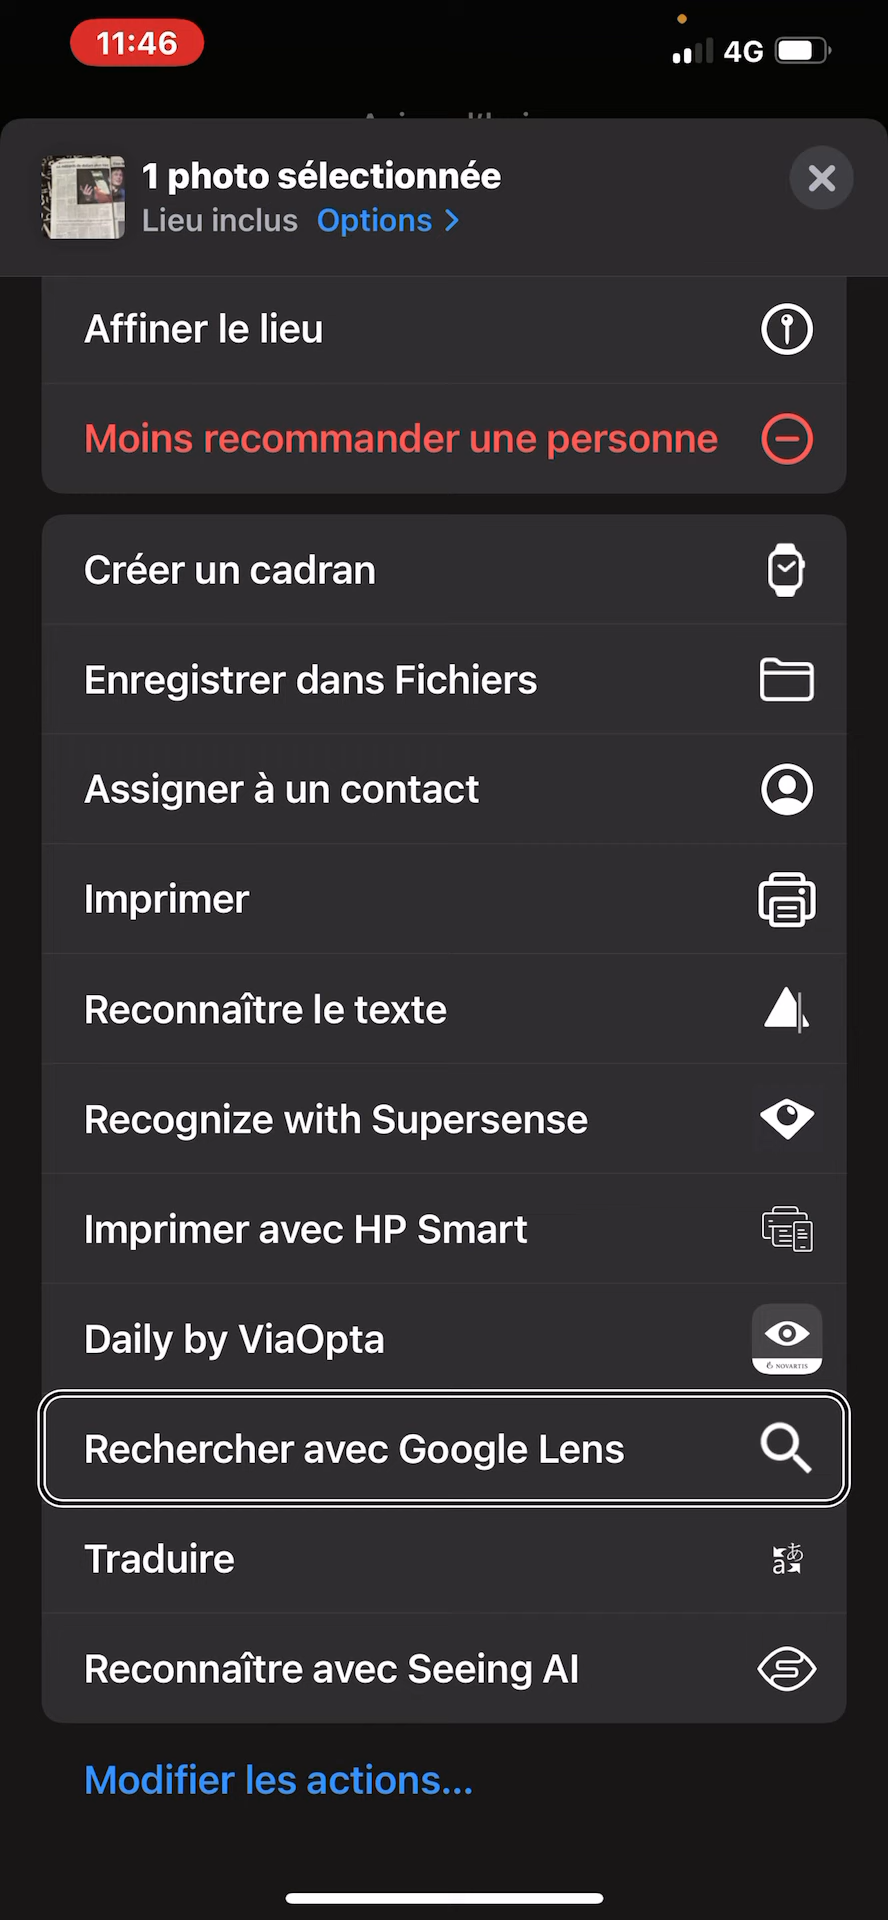 11:46
4G
1 photo sélectionnée
Lieu inclus Options
Affiner le lieu
Moins recommander une personne
Créer un cadran
Enregistrer dans Fichiers
Assigner à un contact
Imprimer
Reconnaître le texte
Recognize with Supersense
Imprimer avec HP Smart
Daily by ViaOpta
NOVARTIS
Rechercher avec Google Lens
Traduire
Reconnaître avec Seeing AI
Modifier les actions...